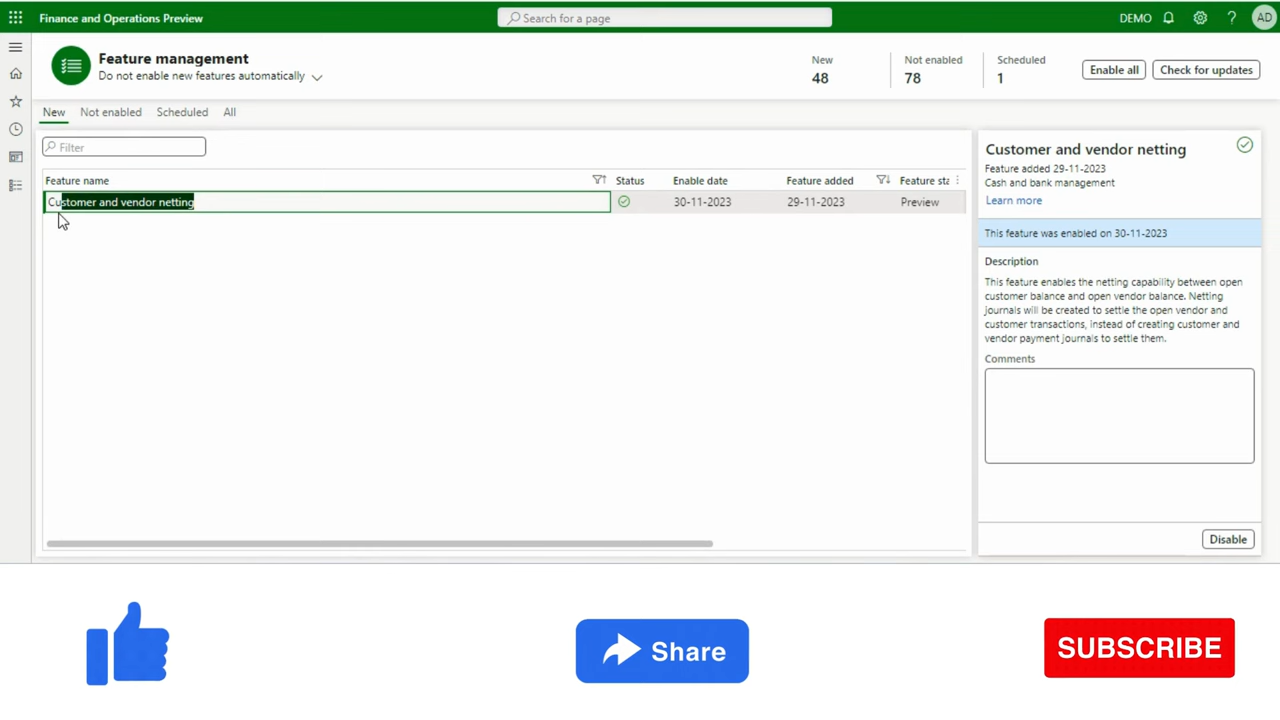 Finance and Operations Preview
Search for a page
DEMO
?
AD
Feature management
Do not enable new features automatically
New
48
Not enabled
78
Scheduled
1
Enable all
Check for updates
New Not enabled Scheduled All
Filter
Feature name Status Enable date Feature added Feature sta
Customer and vendor netting 30-11-2023 29-11-2023 Preview
Customer and vendor netting
Feature added 29-11-2023
Cash and bank management
Learn more
This feature was enabled on 30-11-2023
Description
This feature enables the netting capability between open
customer balance and open vendor balance. Netting
journals will be created to settle the open vendor and
customer transactions, instead of creating customer and
vendor payment journals to settle them.
Comments
Disable
Share
SUBSCRIBE